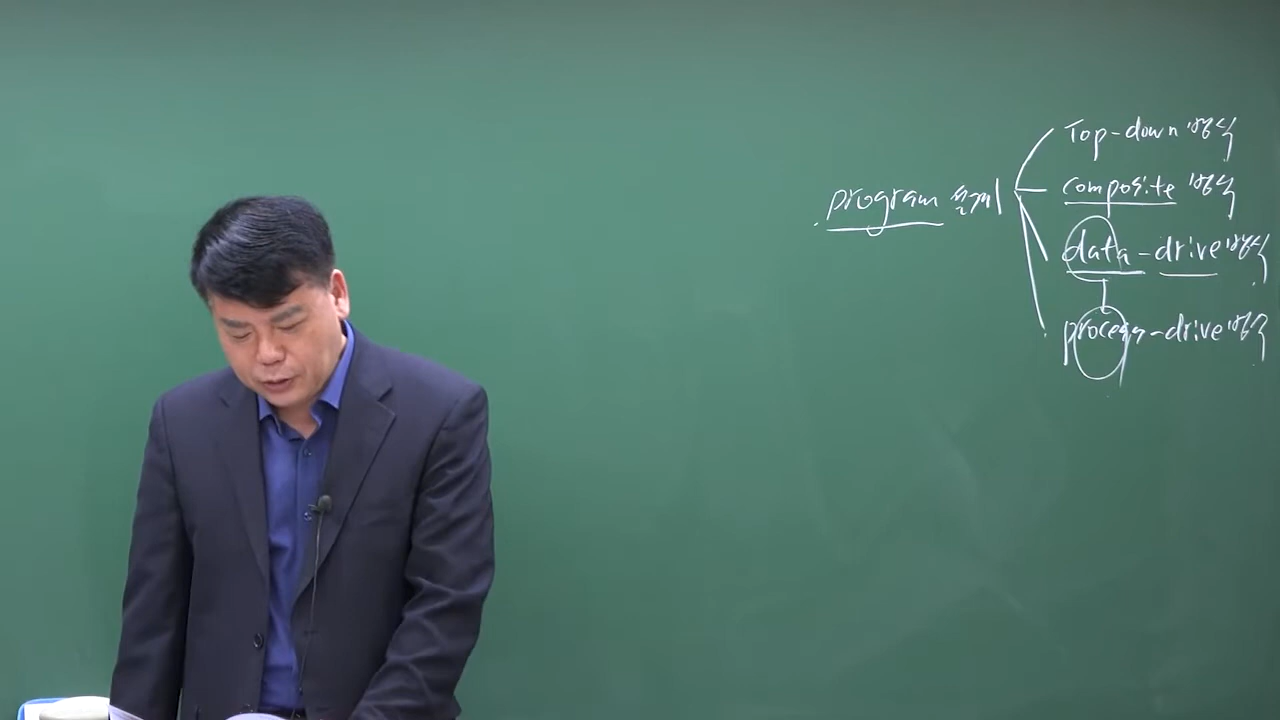 Top-down 방식
program 설계
composite 방식
data-drive 방식
process-drive 방식